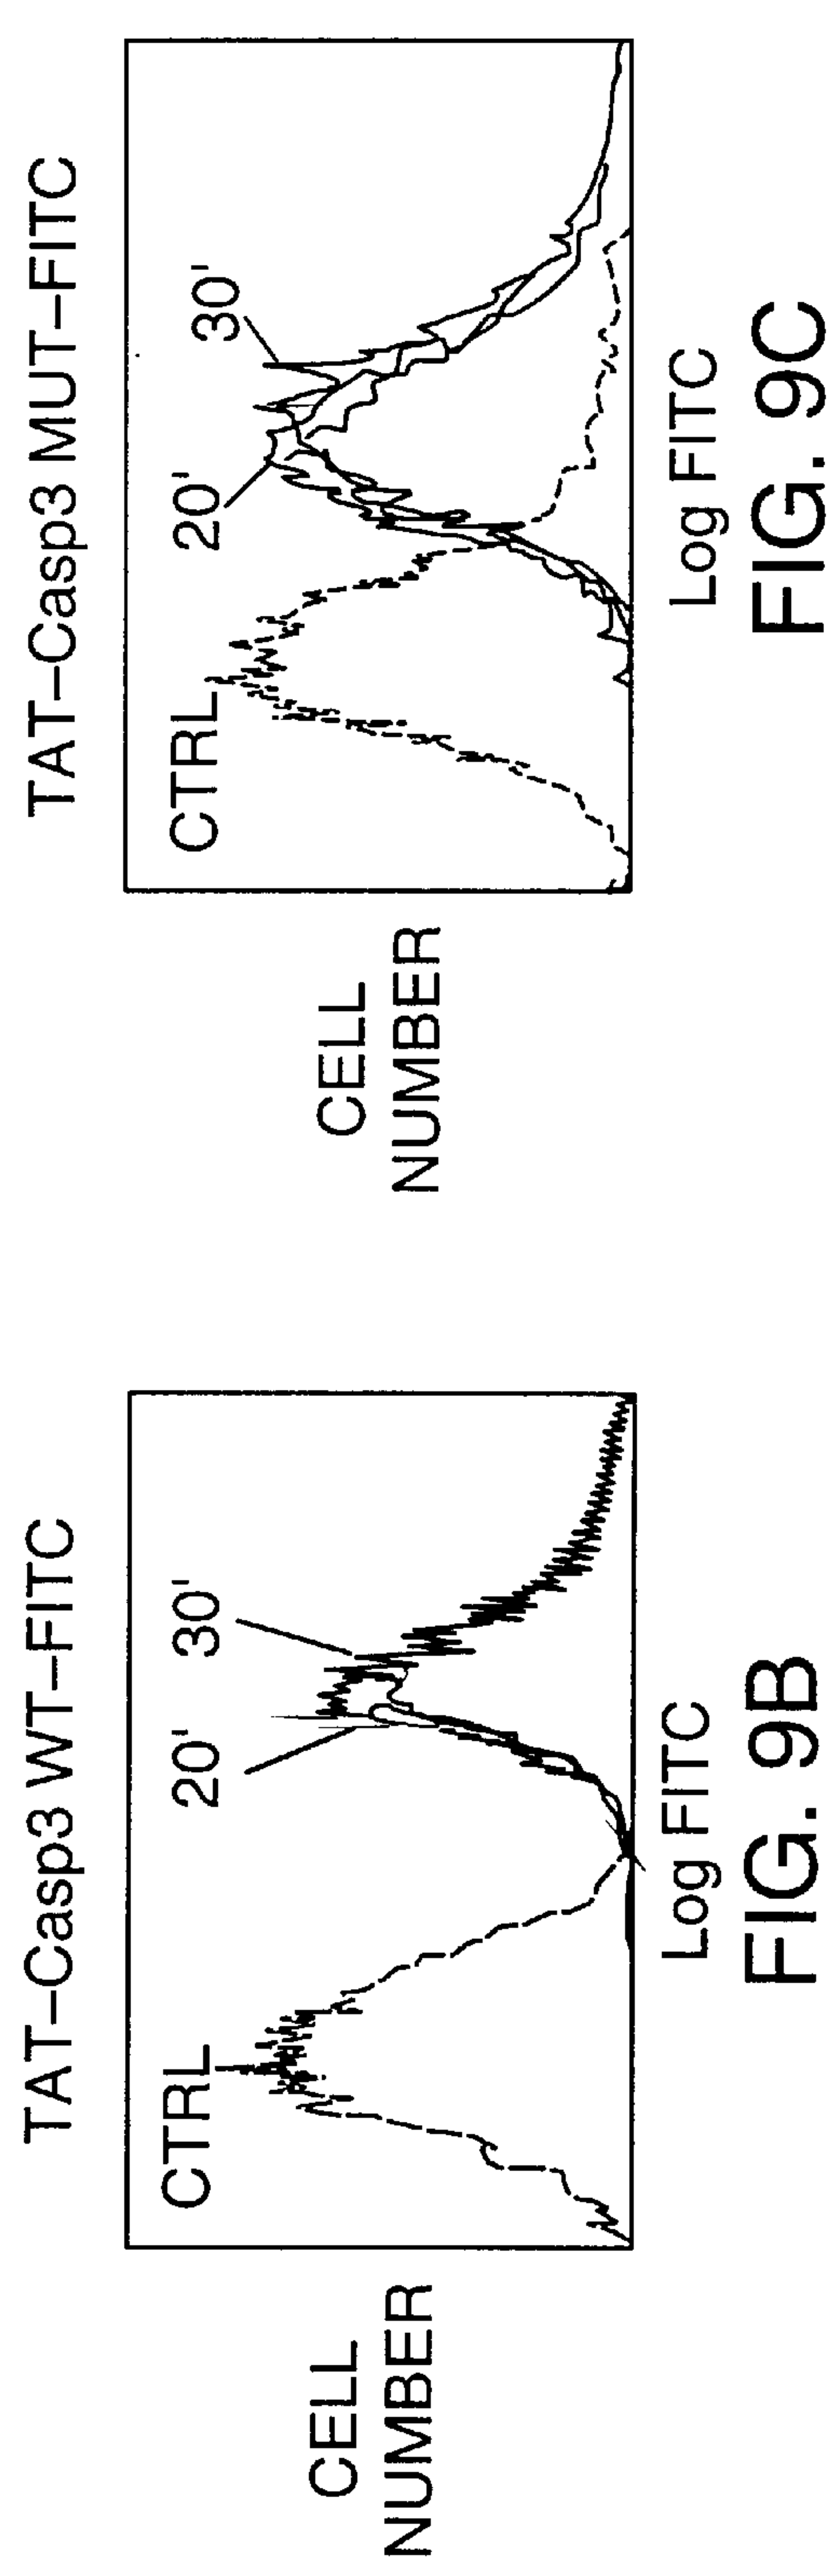 TAT–Casp3 WT–FITC
CTRL
20'
30'
CELL
NUMBER
Log FITC
FIG. 9B
TAT–Casp3 MUT–FITC
CTRL
20'
30'
CELL
NUMBER
Log FITC
FIG. 9C